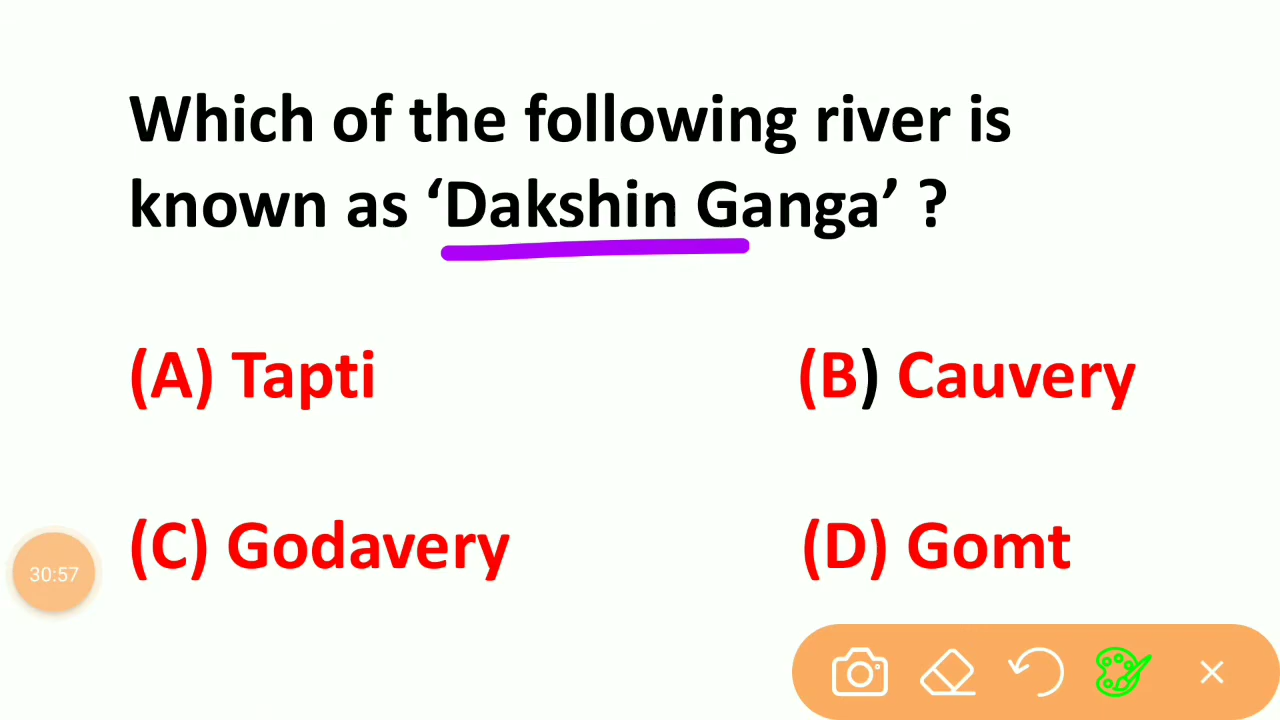 Which of the following river is
known as ‘Dakshin Ganga’ ?
(A) Tapti
(B) Cauvery
(C) Godavery
(D) Gomt
30:57